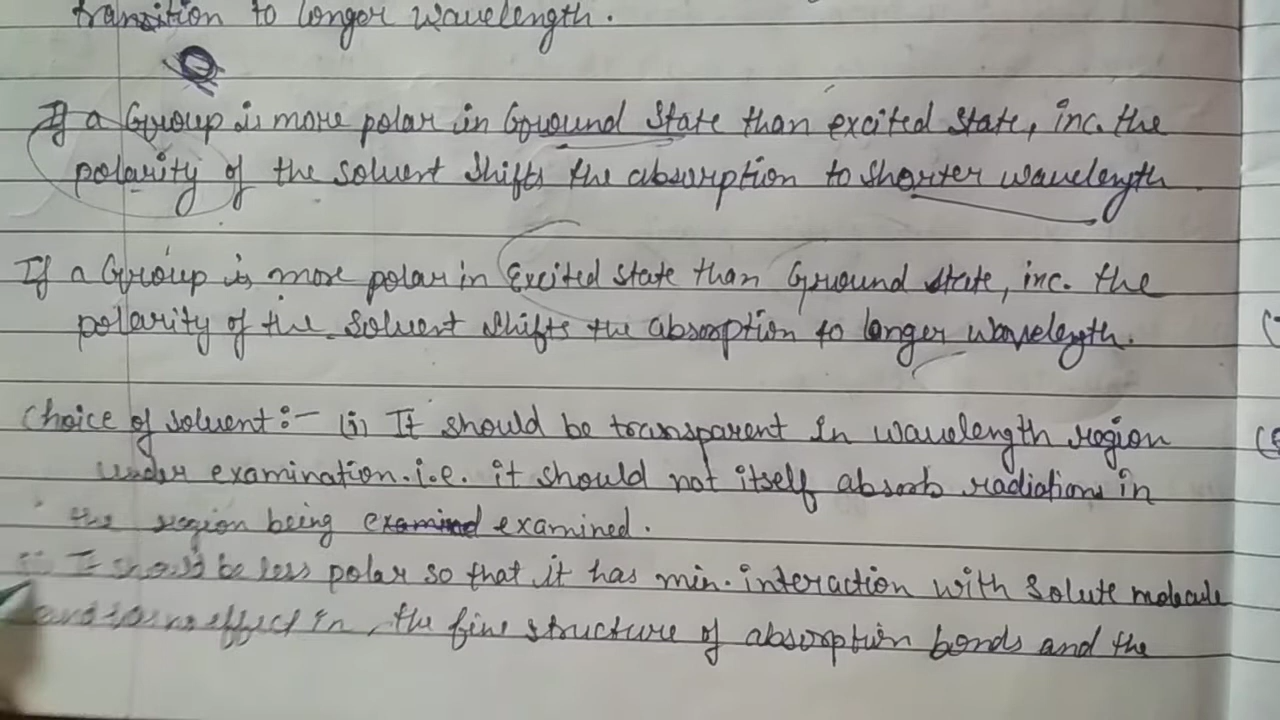 transition to longer wavelength.
If a Group is more polar in Ground State than excited state, inc. the
polarity of the solvent shifts the absorption to shorter wavelength
If a Group is more polar in Excited state than Ground state, inc. the
polarity of the solvent shifts the absorption to longer wavelength.
Choice of solvent:- (i) It should be transparent in wavelength region
under examination. i.e. it should not itself absorb radiations in
the region being examined examined.
It should be less polar so that it has min. interaction with solute molecule
effect in, the fine structure of absorption bonds and the